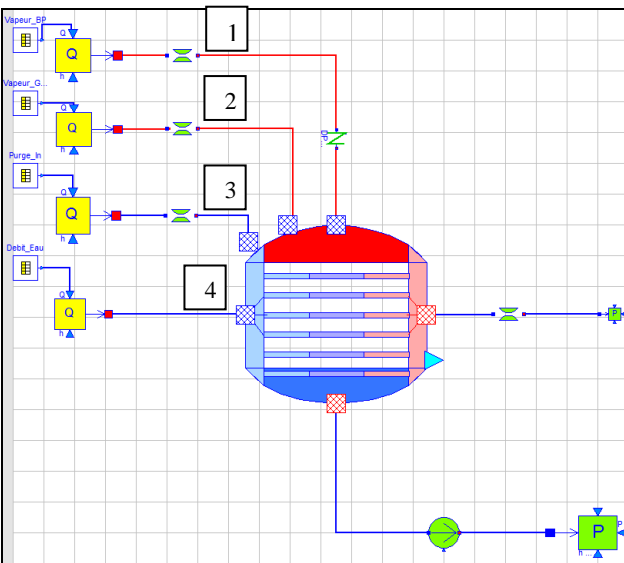 Vapeur_BP
Q
Q
h
1
Vapeur_G...
Q
Q
h
2
Purge_In
Q
Q
h
3
Debit_Eau
Q
Q
h
4
P
P
P
h ...